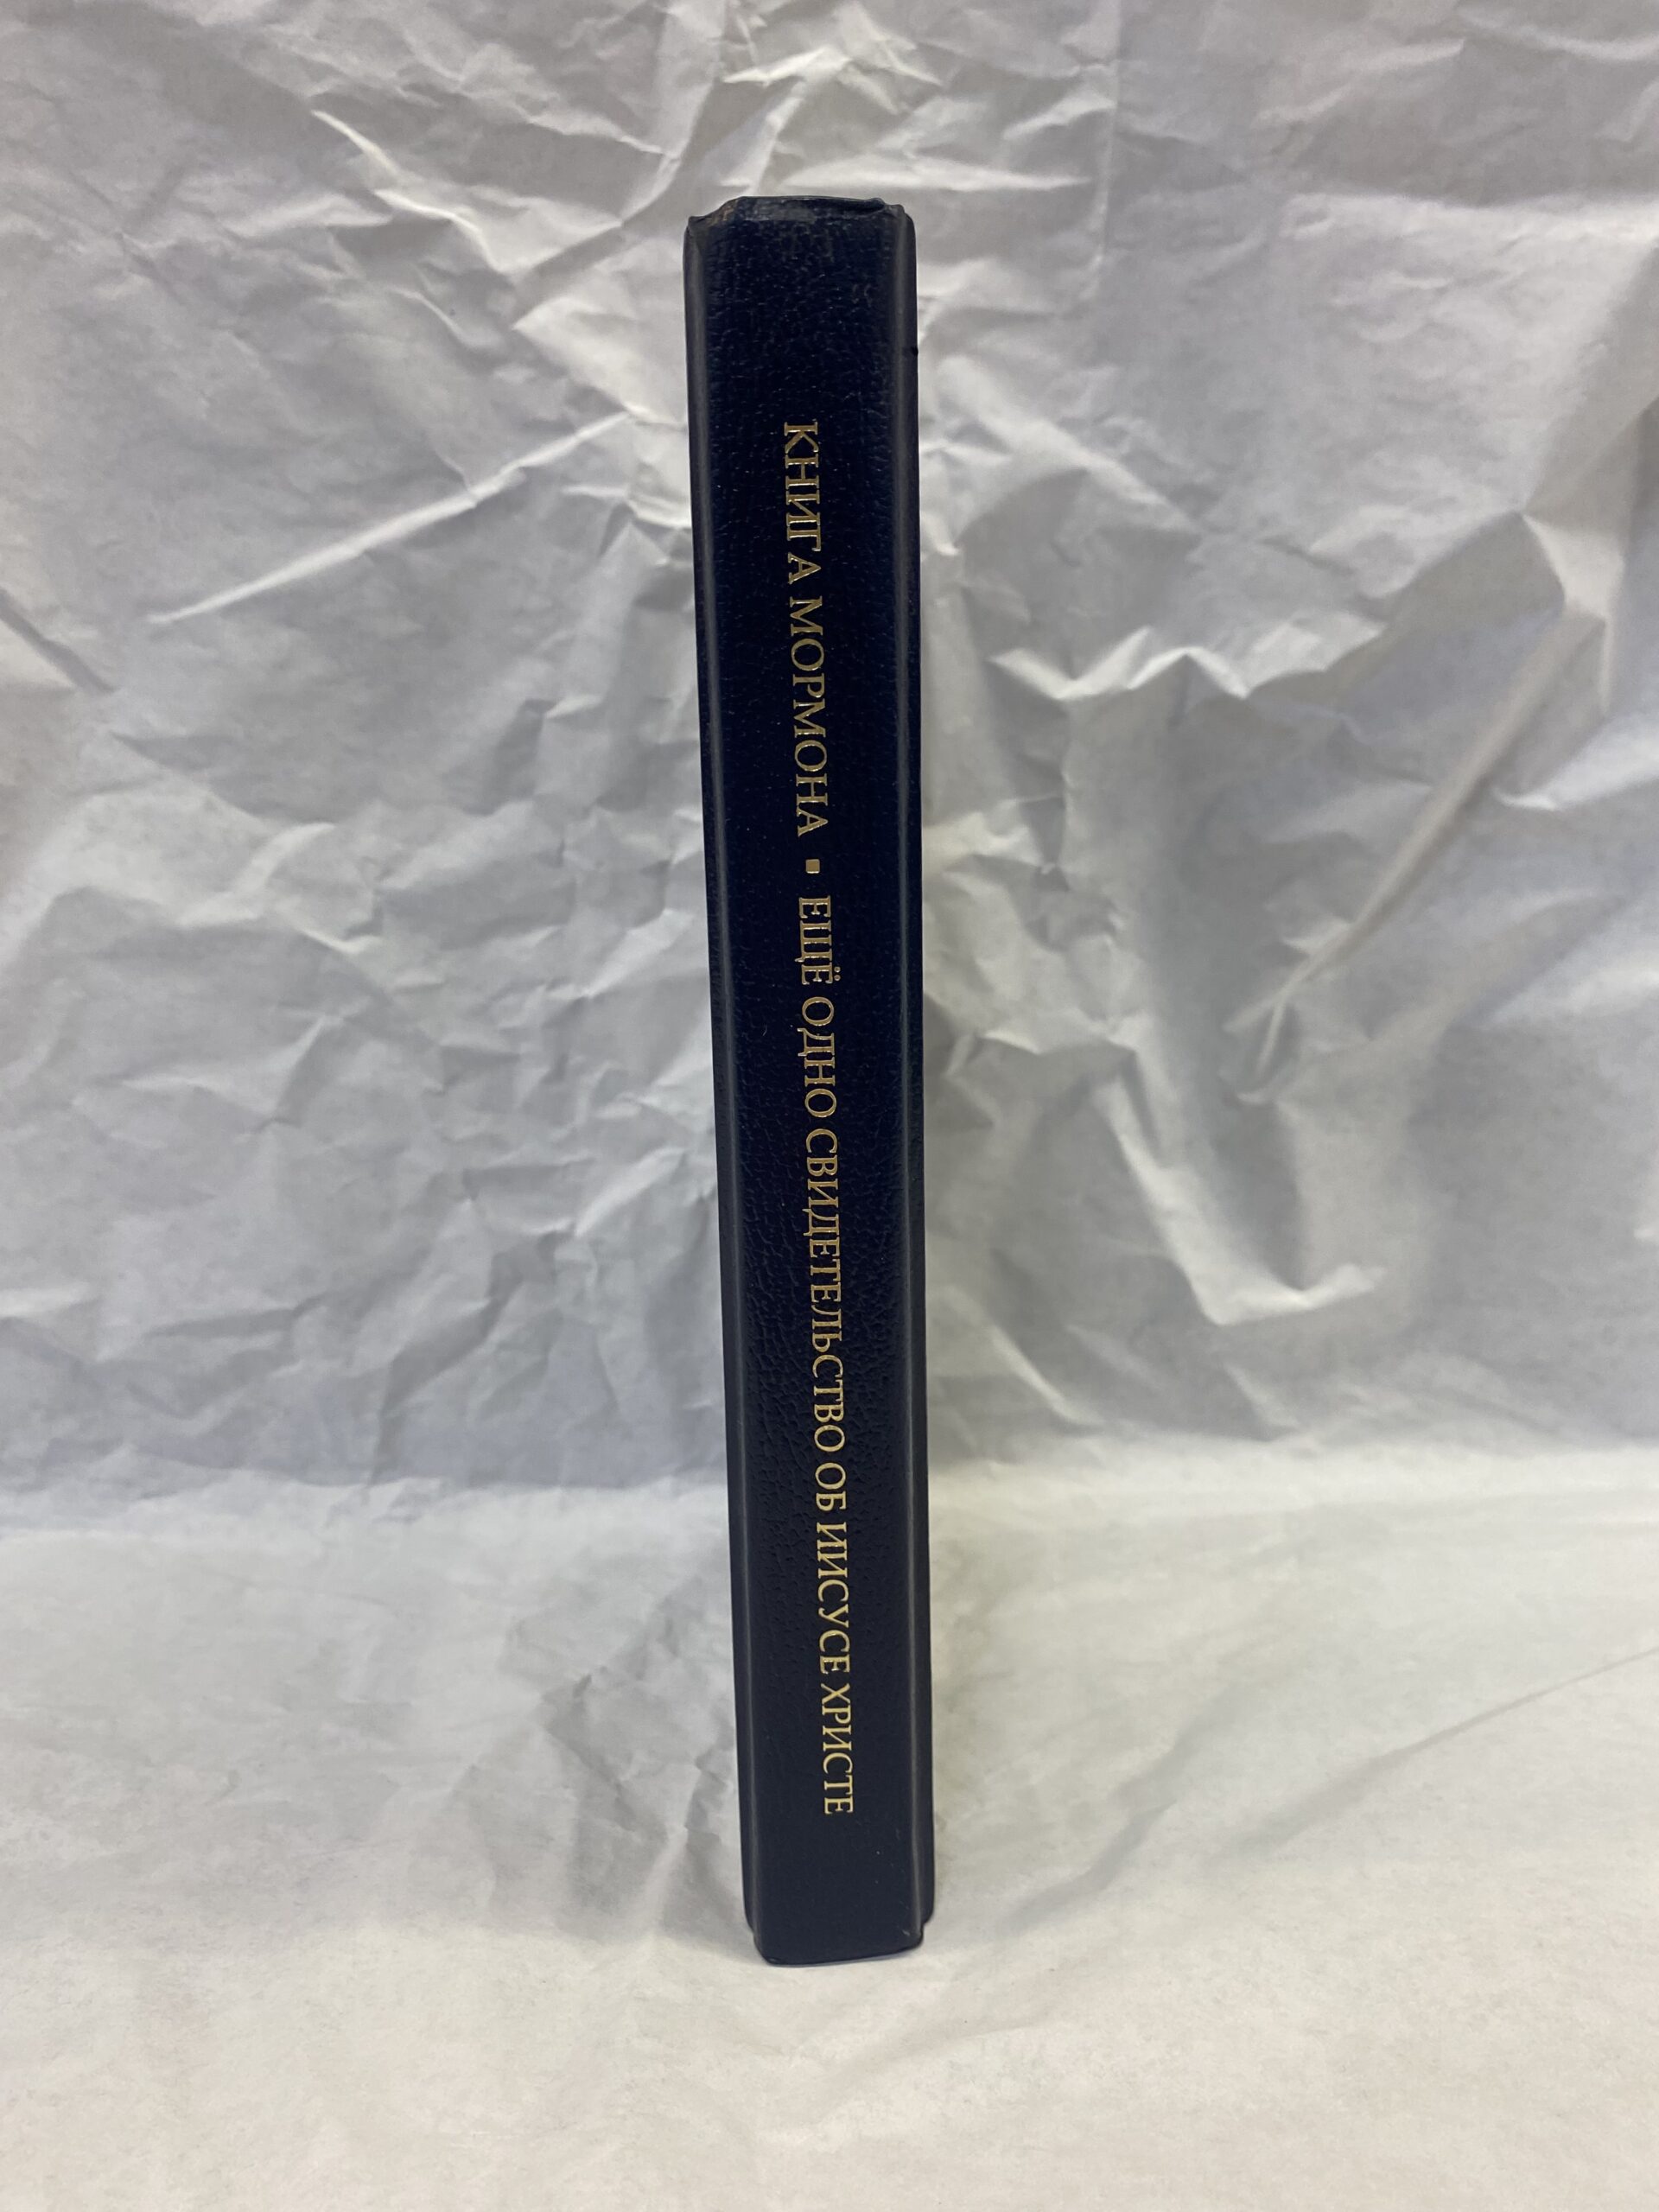 КНИГА МОРМОНА ▪ ЕЩЁ ОДНО СВИДЕТЕЛЬСТВО ОБ ИИСУСЕ ХРИСТЕ